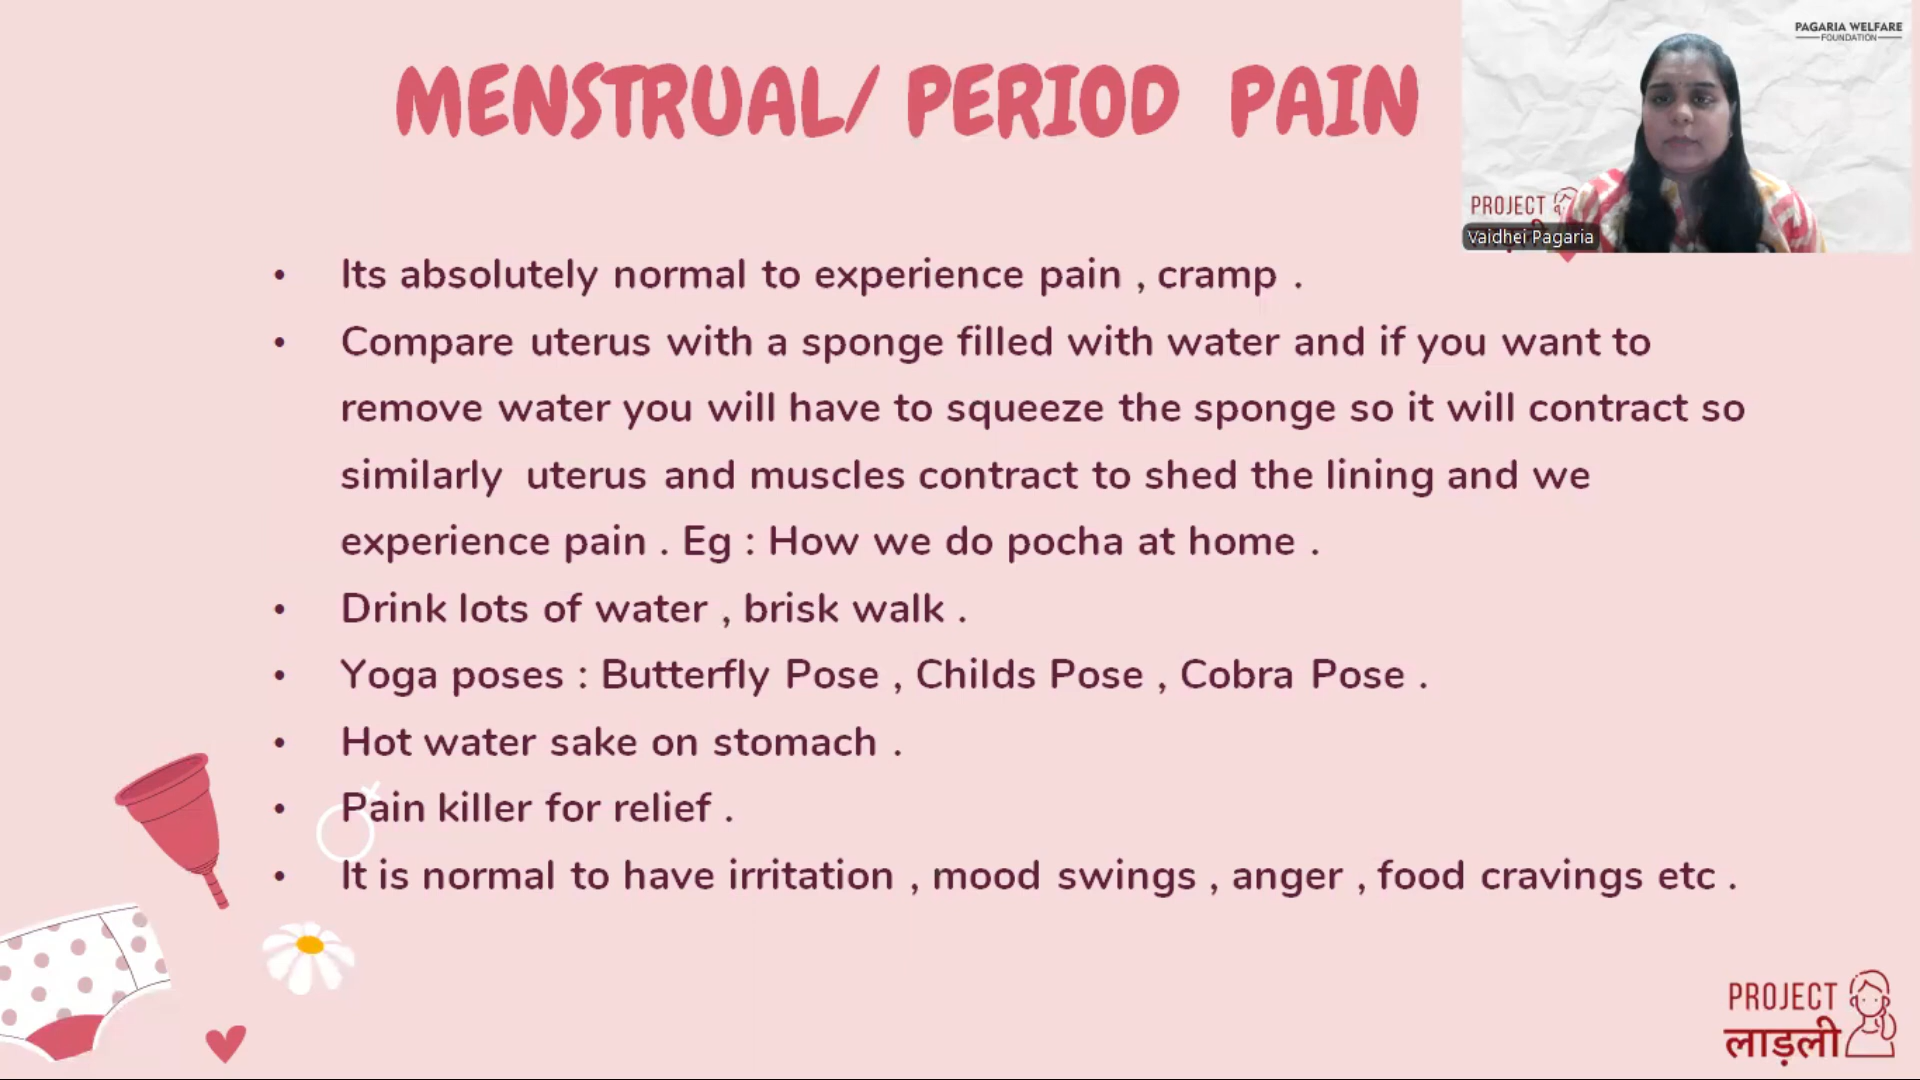 MENSTRUAL/ PERIOD PAIN
PAGARIA WELFARE
FOUNDATION
PROJECT
Vaidhei Pagaria
• Its absolutely normal to experience pain , cramp .
• Compare uterus with a sponge filled with water and if you want to
remove water you will have to squeeze the sponge so it will contract so
similarly uterus and muscles contract to shed the lining and we
experience pain . Eg : How we do pocha at home .
• Drink lots of water , brisk walk .
• Yoga poses : Butterfly Pose , Childs Pose , Cobra Pose .
• Hot water sake on stomach .
• Pain killer for relief .
• It is normal to have irritation , mood swings , anger , food cravings etc .
PROJECT
लाड़ली